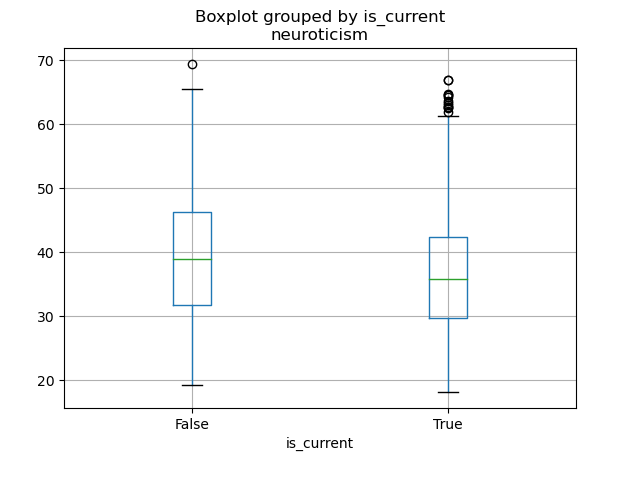 Boxplot grouped by is_current
neuroticism
70
60
50
40
30
20
False
True
is_current